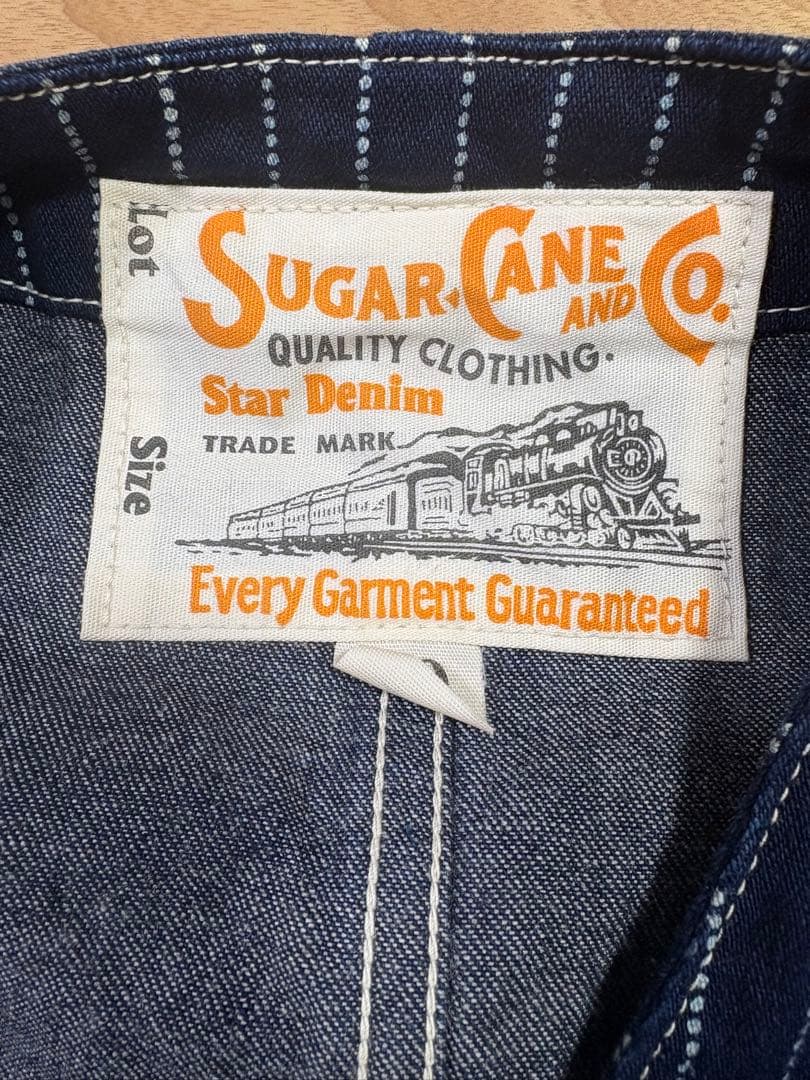 Lot
SUGAR CANE AND CO.
QUALITY CLOTHING.
Star Denim
TRADE MARK
Size
Every Garment Guaranteed